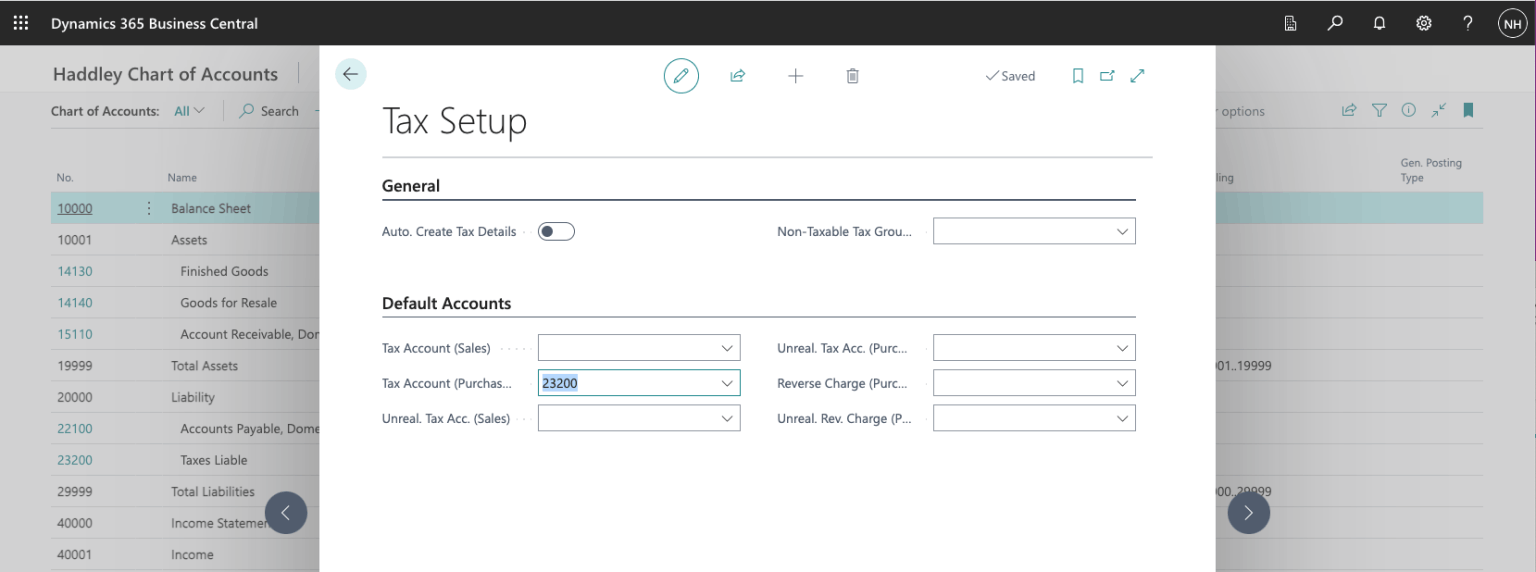 Dynamics 365 Business Central
NH
Haddley Chart of Accounts
Chart of Accounts: All Search
options
Saved
Tax Setup
General
Auto. Create Tax Details
Non-Taxable Tax Grou...
Default Accounts
Tax Account (Sales)
Unreal. Tax Acc. (Purc...
Tax Account (Purchas... 23200
Reverse Charge (Purc...
Unreal. Tax Acc. (Sales)
Unreal. Rev. Charge (P...
No. Name
10000 Balance Sheet
10001 Assets
14130 Finished Goods
14140 Goods for Resale
15110 Account Receivable, Dor
19999 Total Assets
20000 Liability
22100 Accounts Payable, Dome
23200 Taxes Liable
29999 Total Liabilities
40000 Income Statemen
40001 Income
ling
Gen. Posting
Type
01..19999
00..29999